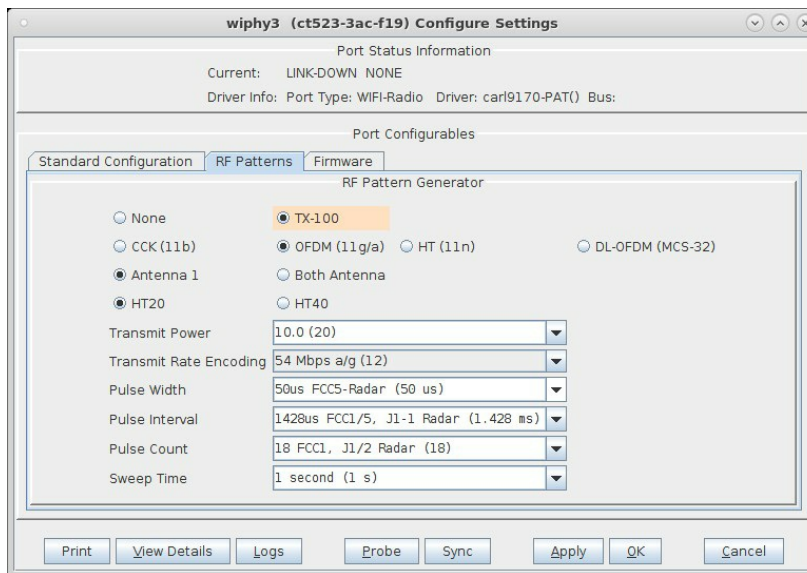 wiphy3 (ct523-3ac-f19) Configure Settings
Port Status Information
Current: LINK-DOWN NONE
Driver Info: Port Type: WIFI-Radio Driver: carl9170-PAT() Bus:
Port Configurables
Standard Configuration RF Patterns Firmware
RF Pattern Generator
None TX-100
CCK (11b) OFDM (11g/a) HT (11n) DL-OFDM (MCS-32)
Antenna 1 Both Antenna
HT20 HT40
Transmit Power 10.0 (20)
Transmit Rate Encoding 54 Mbps a/g (12)
Pulse Width 50us FCC5-Radar (50 us)
Pulse Interval 1428us FCC1/5, J1-1 Radar (1.428 ms)
Pulse Count 18 FCC1, J1/2 Radar (18)
Sweep Time 1 second (1 s)
Print View Details Logs Probe Sync Apply OK Cancel